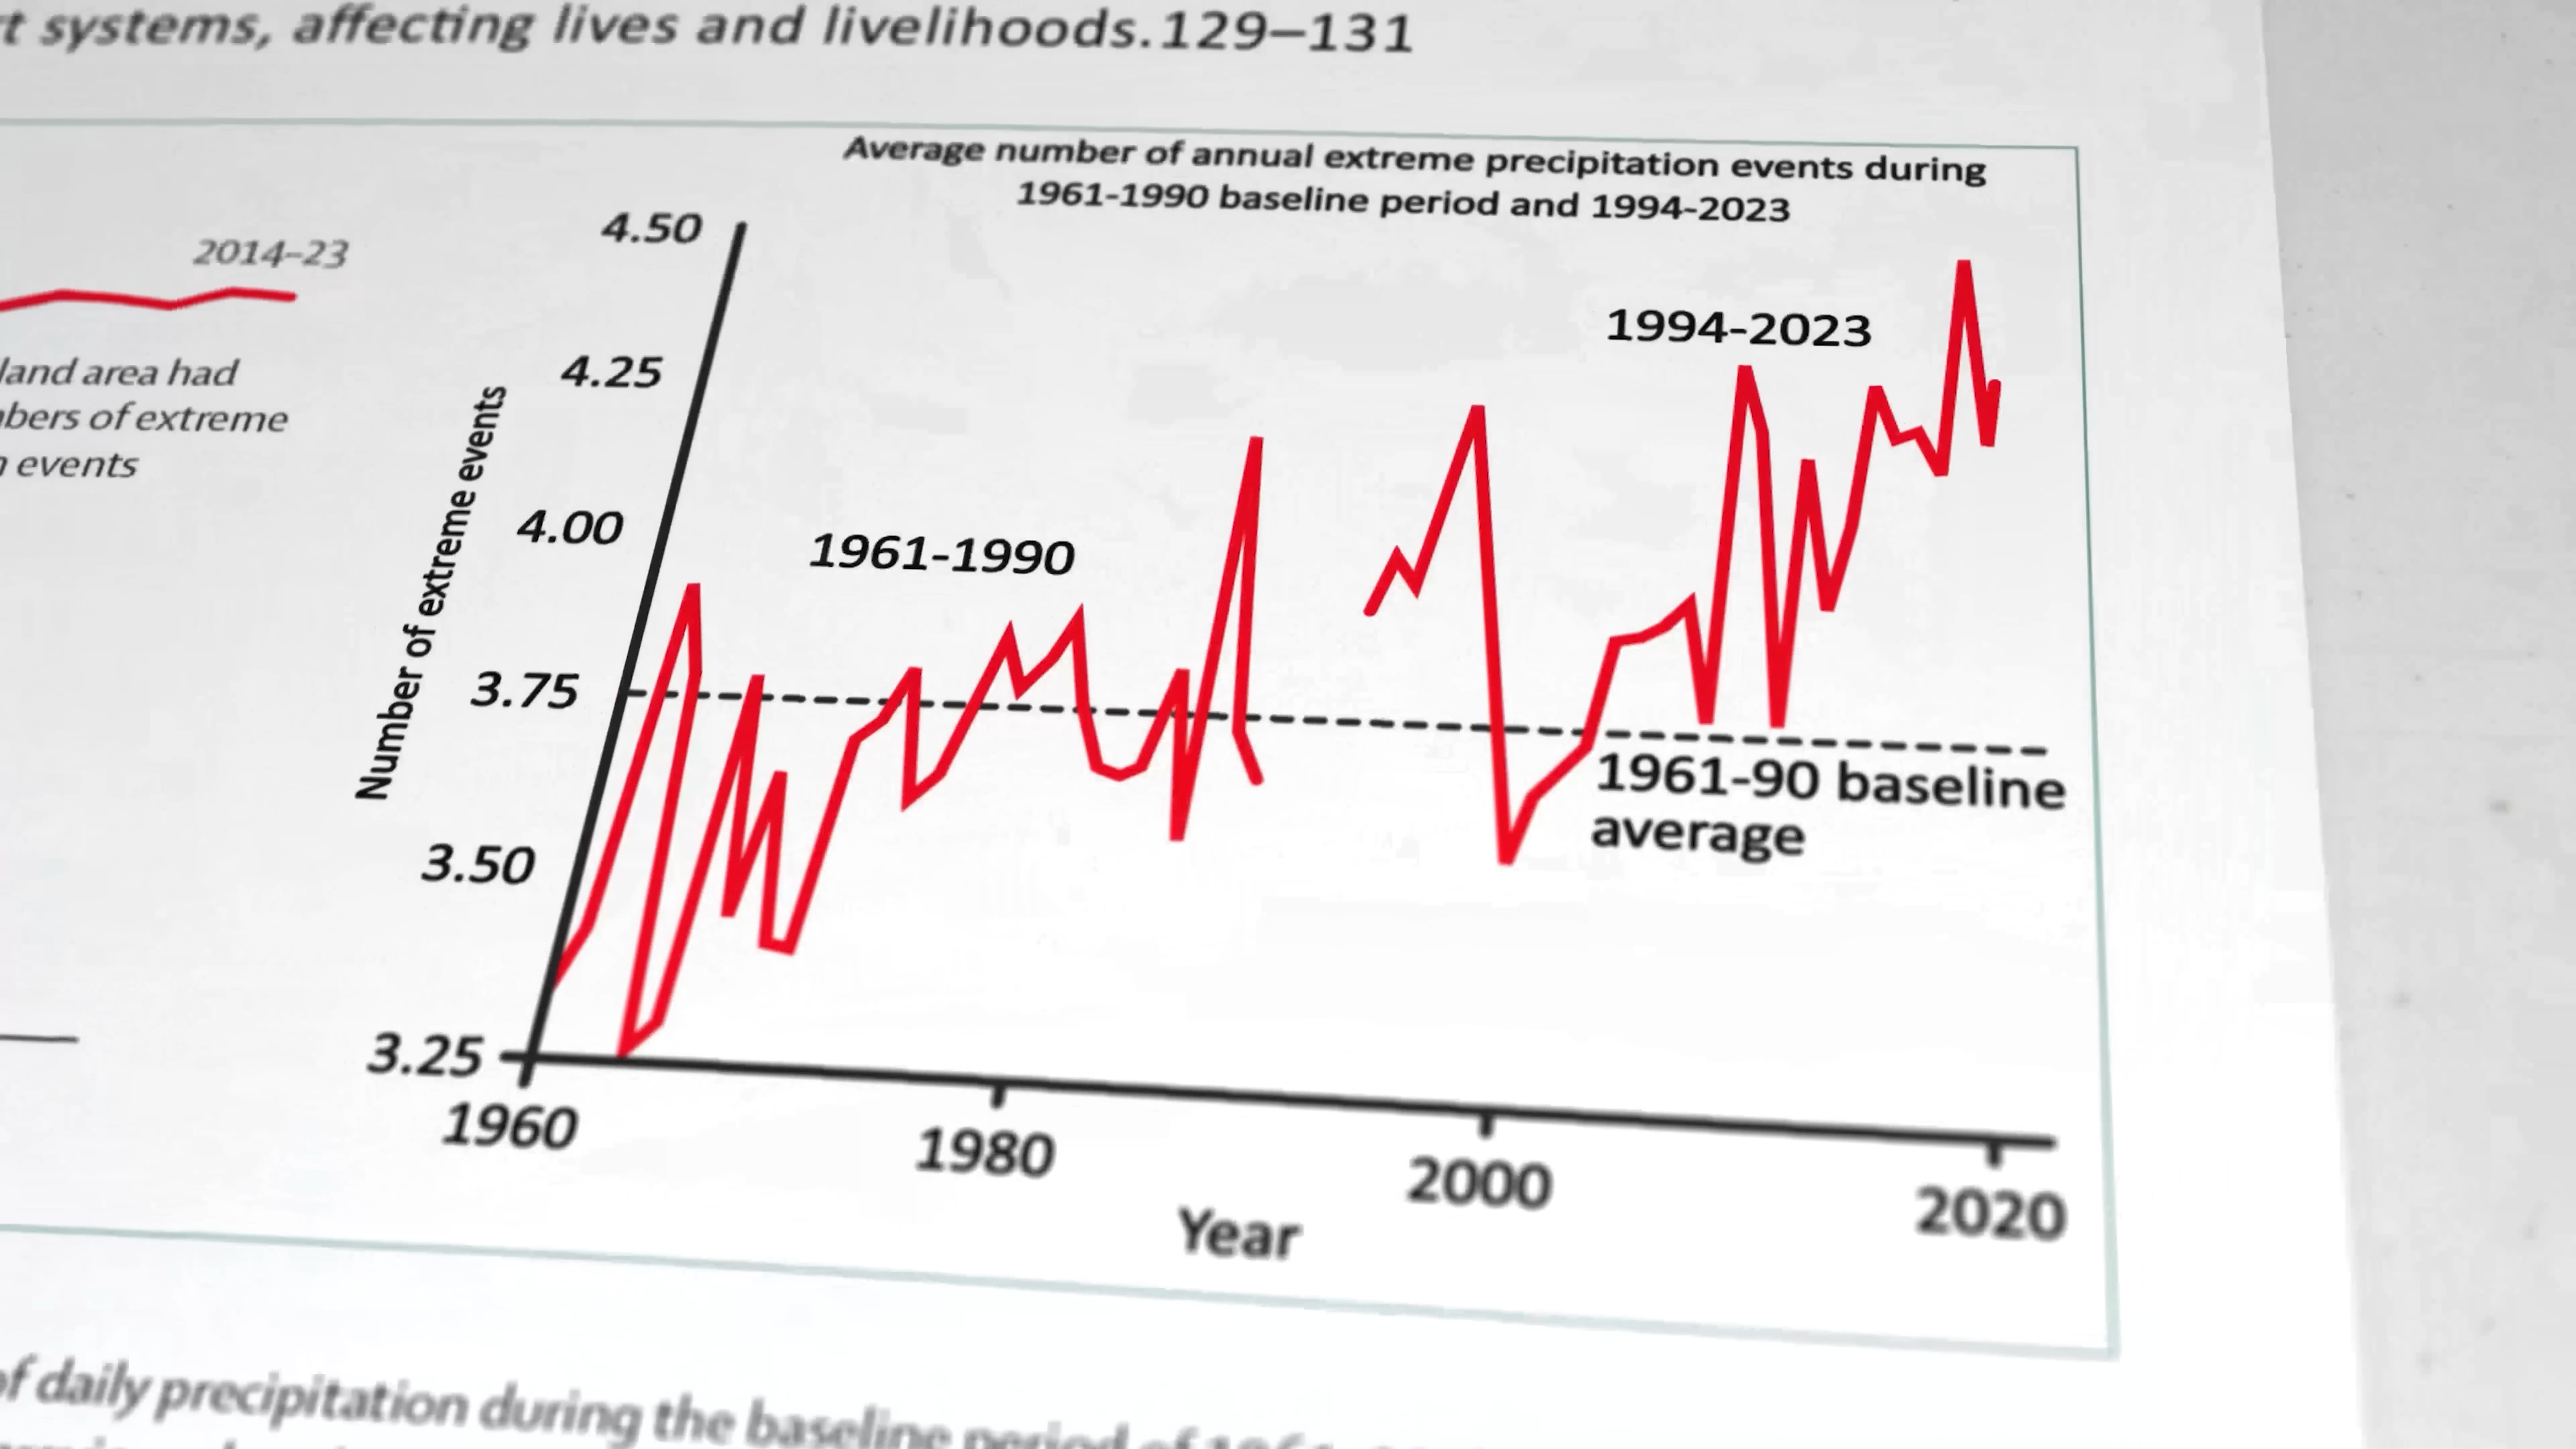 t systems, affecting lives and livelihoods.129–131
Average number of annual extreme precipitation events during
1961-1990 baseline period and 1994-2023
2014–23
land area had
bers of extreme
events
Number of extreme events
4.50
4.25
4.00
3.75
3.50
3.25
1961-1990
1994-2023
1961-90 baseline
average
1960
1980
2000
2020
Year
of daily precipitation during the baseline period of